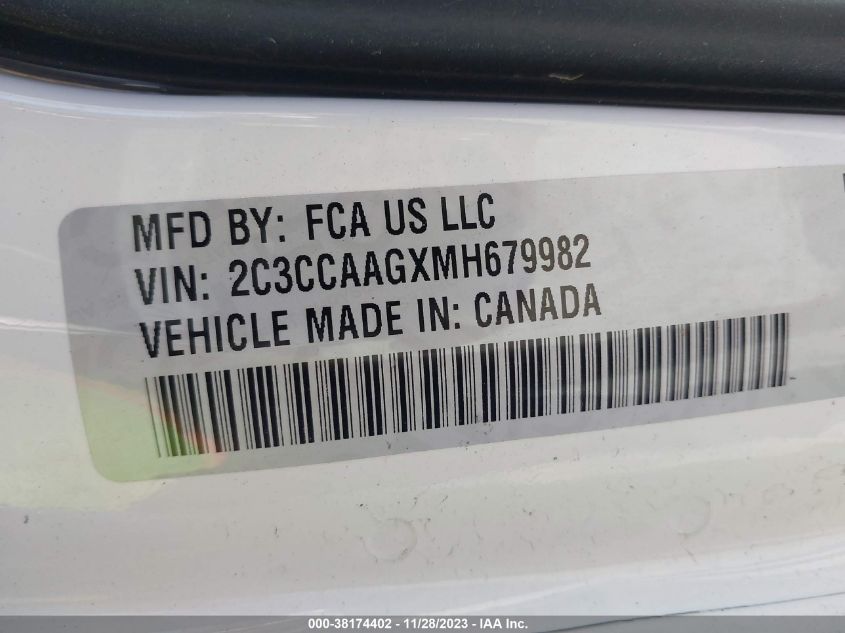 MFD BY: FCA US LLC
VIN: 2C3CCAAGXMH679982
VEHICLE MADE IN: CANADA
000-38174402 - 11/28/2023 - IAA Inc.